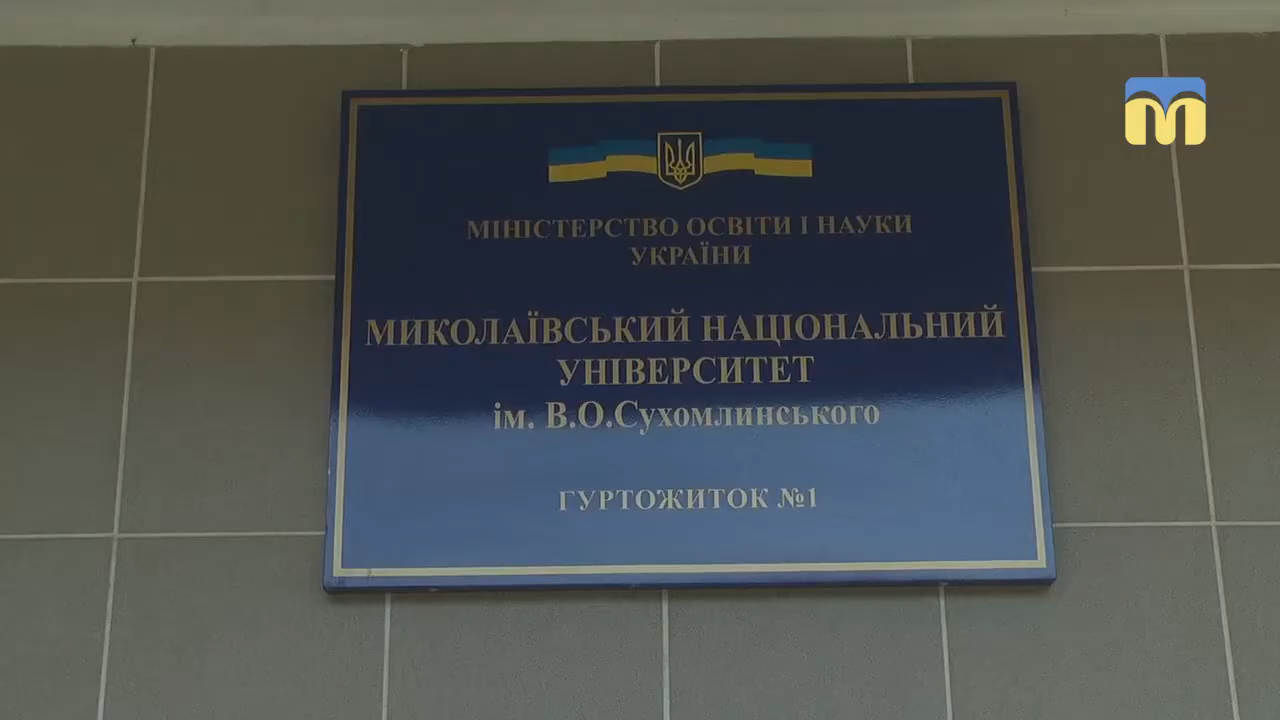 МІНІСТЕРСТВО ОСВІТИ І НАУКИ
УКРАЇНИ
МИКОЛАЇВСЬКИЙ НАЦІОНАЛЬНИЙ
УНІВЕРСИТЕТ
ім. В.О.Сухомлинського
ГУРТОЖИТОК №1